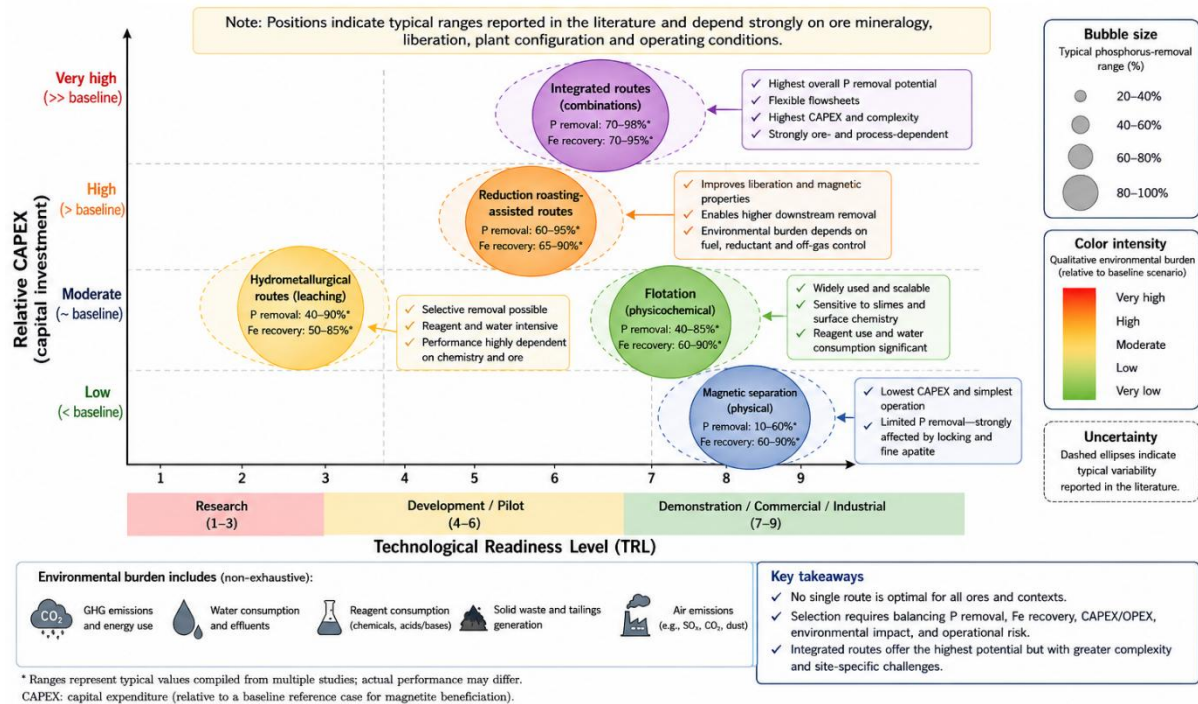 Note: Positions indicate typical ranges reported in the literature and depend strongly on ore mineralogy,
liberation, plant configuration and operating conditions.
Relative CAPEX
(capital investment)
Very high
(>> baseline)
High
(> baseline)
Moderate
(~ baseline)
Low
(< baseline)
Integrated routes
(combinations)
P removal: 70–98%*
Fe recovery: 70–95%*
✓ Highest overall P removal potential
✓ Flexible flowsheets
✓ Highest CAPEX and complexity
✓ Strongly ore- and process-dependent
Reduction roasting-
assisted routes
P removal: 60–95%*
Fe recovery: 65–90%*
✓ Improves liberation and magnetic
properties
✓ Enables higher downstream removal
✓ Environmental burden depends on
fuel, reductant and off-gas control
Hydrometallurgical
routes (leaching)
P removal: 40–90%*
Fe recovery: 50–85%*
✓ Selective removal possible
✓ Reagent and water intensive
✓ Performance highly dependent
on chemistry and ore
Flotation
(physicochemical)
P removal: 40–85%*
Fe recovery: 60–90%*
✓ Widely used and scalable
✓ Sensitive to slimes and
surface chemistry
✓ Reagent use and water
consumption significant
Magnetic separation
(physical)
P removal: 10–60%*
Fe recovery: 60–90%*
✓ Lowest CAPEX and simplest
operation
✓ Limited P removal—strongly
affected by locking and
fine apatite
1 2 3 4 5 6 7 8 9
Research
(1–3)
Development / Pilot
(4–6)
Demonstration / Commercial / Industrial
(7–9)
Technological Readiness Level (TRL)
Bubble size
Typical phosphorus-removal
range (%)
20–40%
40–60%
60–80%
80–100%
Color intensity
Qualitative environmental burden
(relative to baseline scenario)
Very high
High
Moderate
Low
Very low
Uncertainty
Dashed ellipses indicate
typical variability
reported in the literature.
Environmental burden includes (non-exhaustive):
CO₂
GHG emissions
and energy use
Water consumption
and effluents
Reagent consumption
(chemicals, acids/bases)
Solid waste and tailings
generation
Air emissions
(e.g., SOₓ, CO₂, dust)
Key takeaways
✓ No single route is optimal for all ores and contexts.
✓ Selection requires balancing P removal, Fe recovery, CAPEX/OPEX,
environmental impact, and operational risk.
✓ Integrated routes offer the highest potential but with greater complexity
and site-specific challenges.
* Ranges represent typical values compiled from multiple studies; actual performance may differ.
CAPEX: capital expenditure (relative to a baseline reference case for magnetite beneficiation).